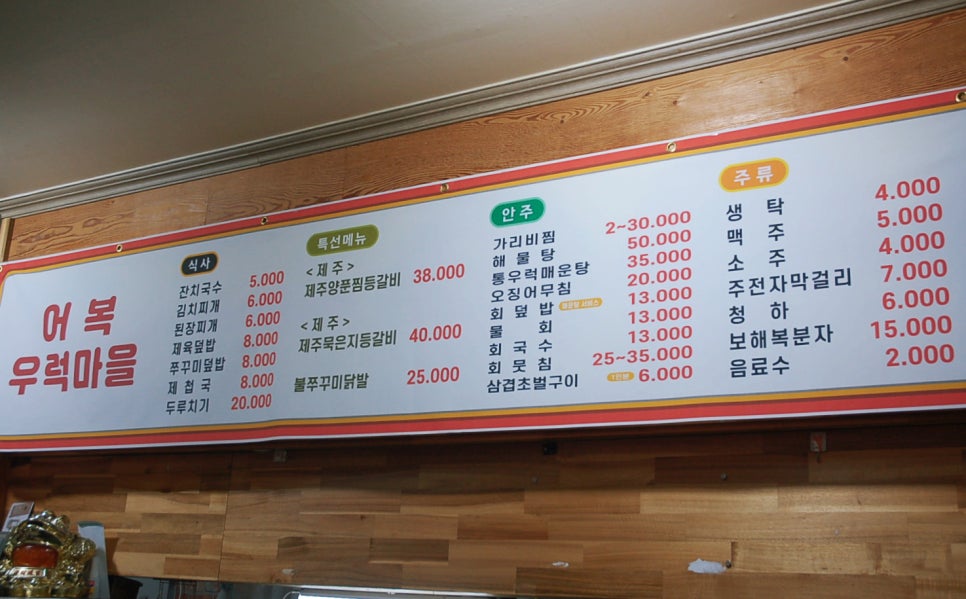 어복
우럭마을
식사
잔치국수 5.000
김치찌개 6.000
된장찌개 6.000
제육덮밥 8.000
쭈꾸미덮밥 8.000
제첩국 8.000
두루치기 20.000
특선메뉴
<제주>
제주양푼찜등갈비 38.000
<제주>
제주묵은지등갈비 40.000
불쭈꾸미닭발 25.000
안주
가리비찜 2~30.000
해물탕 50.000
통우럭매운탕 35.000
오징어무침 20.000
회덮밥 매운탕 서비스 13.000
물회 13.000
회국수 13.000
회뭇침 25~35.000
삼겹초벌구이 1인분 6.000
주류
생탁 4.000
맥주 5.000
소주 4.000
주전자막걸리 7.000
청하 6.000
보해복분자 15.000
음료수 2.000